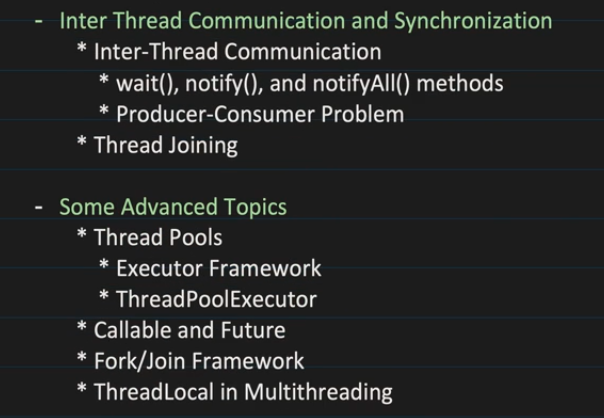 - Inter Thread Communication and Synchronization
* Inter-Thread Communication
* wait(), notify(), and notifyAll() methods
* Producer-Consumer Problem
* Thread Joining
- Some Advanced Topics
* Thread Pools
* Executor Framework
* ThreadPoolExecutor
* Callable and Future
* Fork/Join Framework
* ThreadLocal in Multithreading